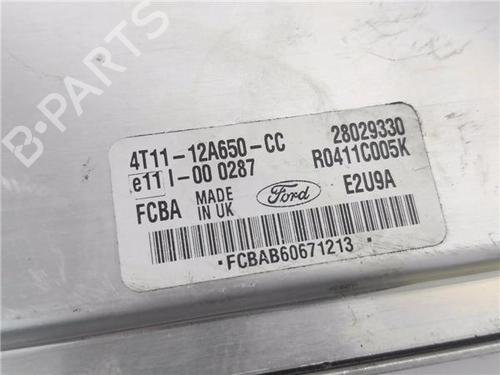 B-PARTS
4T11-12A650-CC 28029330
e11 I-00 0287 R0411C005K
FCBA MADE IN UK Ford E2U9A
*FCBAB60671213*